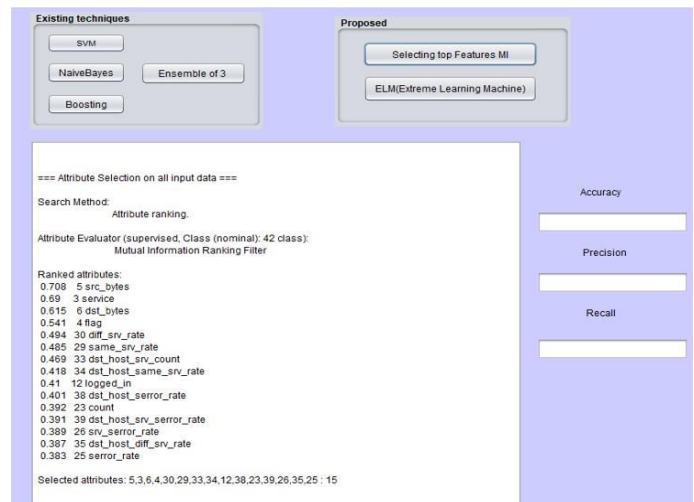 Existing techniques
SVM
NaiveBayes
Ensemble of 3
Boosting
Proposed
Selecting top Features MI
ELM(Extreme Learning Machine)
=== Attribute Selection on all input data ===
Search Method:
Attribute ranking.
Attribute Evaluator (supervised, Class (nominal): 42 class):
Mutual Information Ranking Filter
Ranked attributes:
0.708 5 src_bytes
0.69 3 service
0.615 6 dst_bytes
0.541 4 flag
0.494 30 diff_srv_rate
0.485 29 same_srv_rate
0.469 33 dst_host_srv_count
0.418 34 dst_host_same_srv_rate
0.41 12 logged_in
0.401 38 dst_host_serror_rate
0.392 23 count
0.391 39 dst_host_srv_serror_rate
0.389 26 srv_serror_rate
0.387 35 dst_host_diff_srv_rate
0.383 25 serror_rate
Selected attributes: 5,3,6,4,30,29,33,34,12,38,23,39,26,35,25 : 15
Accuracy
Precision
Recall